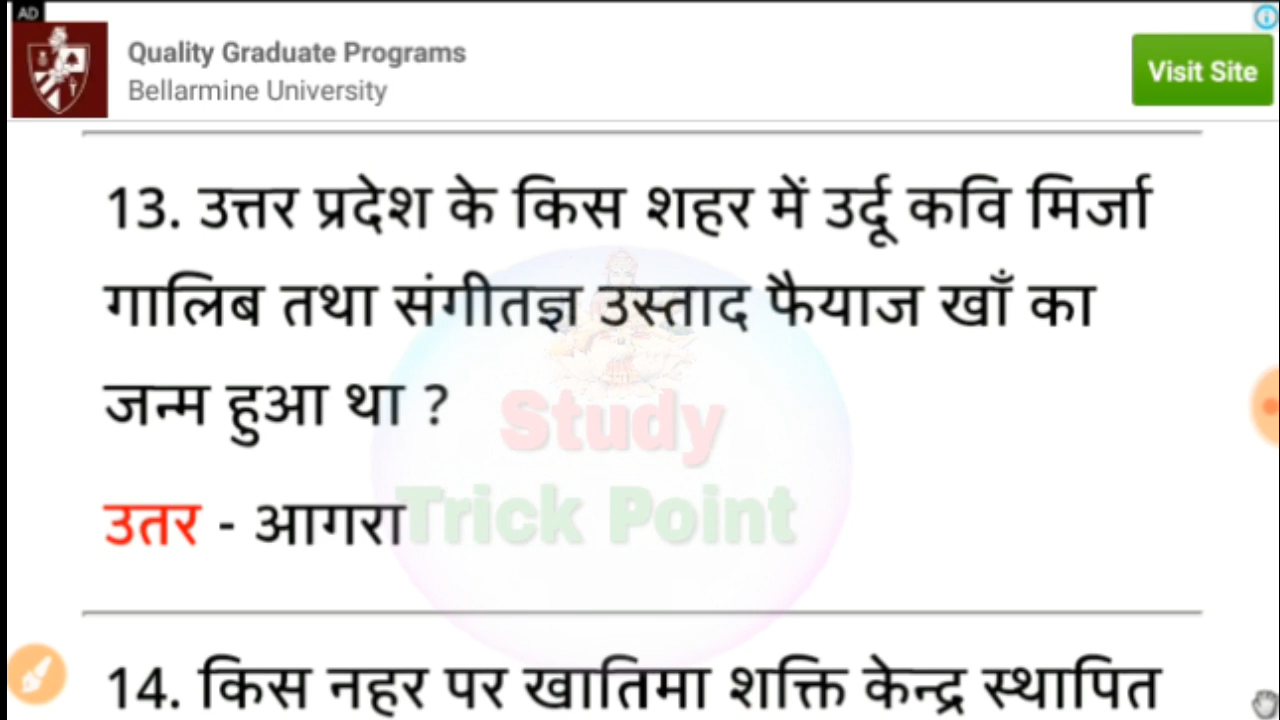 AD
Quality Graduate Programs
Bellarmine University
Visit Site
13. उत्तर प्रदेश के किस शहर में उर्दू कवि मिर्जा
गालिब तथा संगीतज्ञ उस्ताद फैयाज खाँ का
जन्म हुआ था ?
उतर - आगरा
Study
Trick Point
14. किस नहर पर खातिमा शक्ति केन्द्र स्थापित